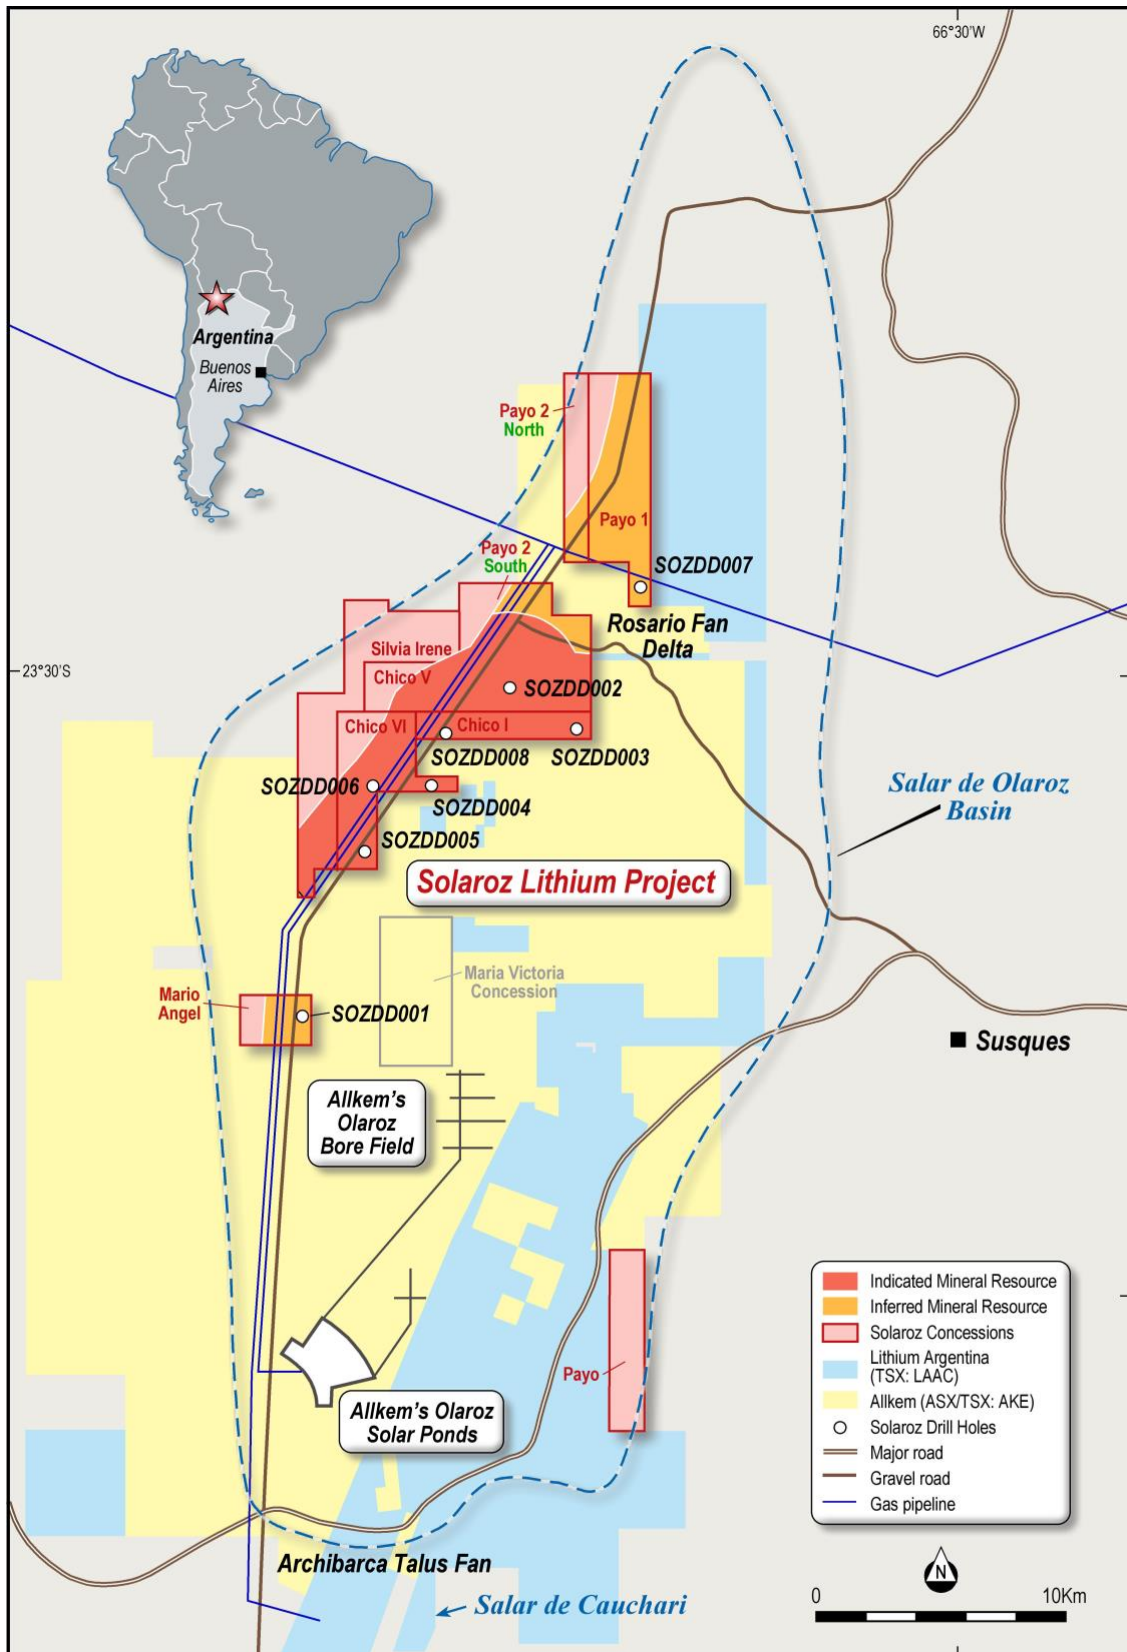 66°30'W
Argentina
Buenos
Aires
Payo 2
North
Payo 1
Payo 2
South
SOZDD007
Rosario Fan
Delta
23°30'S
Silvia Irene
Chico V
SOZDD002
Chico VI
Chico I
SOZDD008
SOZDD003
SOZDD006
SOZDD004
Salar de Olaroz
Basin
SOZDD005
Solaroz Lithium Project
Maria Victoria
Concession
Mario
Angel
SOZDD001
Susques
Allkem's
Olaroz
Bore Field
Payo
Allkem's Olaroz
Solar Ponds
Archibarca Talus Fan
Salar de Cauchari
Indicated Mineral Resource
Inferred Mineral Resource
Solaroz Concessions
Lithium Argentina
(TSX: LAAC)
Allkem (ASX/TSX: AKE)
Solaroz Drill Holes
Major road
Gravel road
Gas pipeline
N
0 10Km